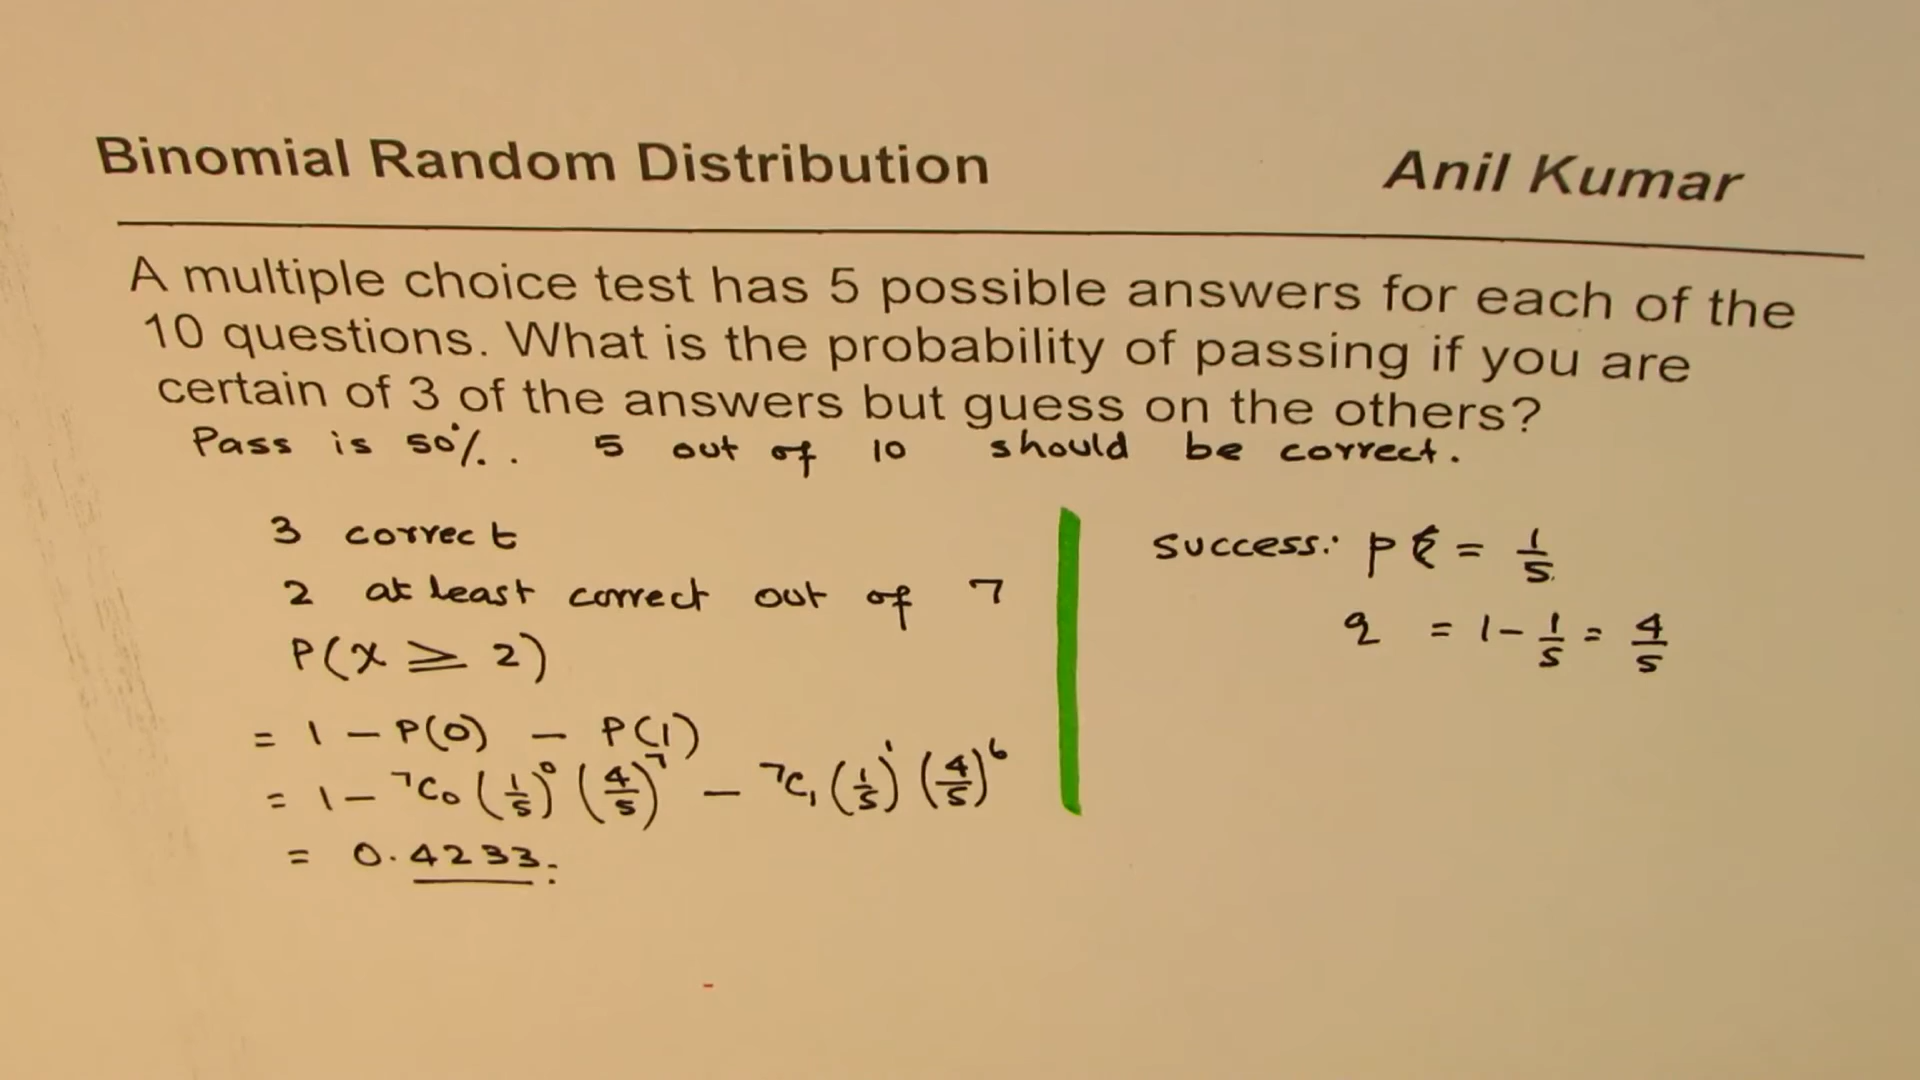 Binomial Random Distribution Anil Kumar
A multiple choice test has 5 possible answers for each of the
10 questions. What is the probability of passing if you are
certain of 3 of the answers but guess on the others?
Pass is 50%. 5 out of 10 should be correct.
3 correct
2 at least correct out of 7
P(x ≥ 2)
= 1 - P(0) - P(1)
= 1 - ⁷C₀ (1/5)⁰ (4/5)⁷ - ⁷C₁ (1/5)¹ (4/5)⁶
= 0.4233.
success: p = 1/5
q = 1 - 1/5 = 4/5